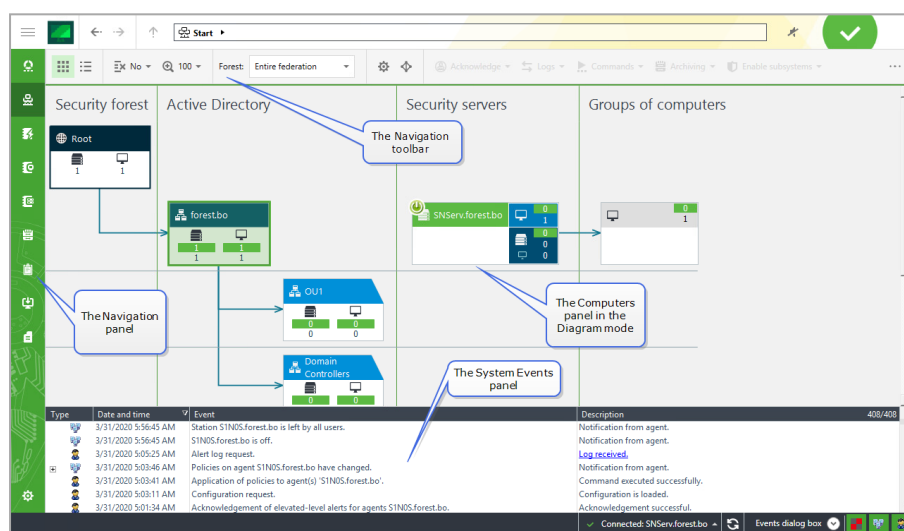 Start
No
100
Forest:
Entire federation
Acknowledge
Logs
Commands
Archiving
Enable subsystems
...
Security forest
Active Directory
Security servers
Groups of computers
The Navigation
toolbar
Root
1 1
forest.bo
1 1
1 1
SNServ.forest.bo
0
1
0
0
0
0
1
OU1
0 0
0 0
The Navigation
panel
The Computers
panel in the
Diagram mode
Domain
Controllers
0 0
The System Events
panel
Type Date and time Event Description 408/408
3/31/2020 5:56:45 AM Station S1N0S.forest.bo is left by all users. Notification from agent.
3/31/2020 5:56:45 AM S1N0S.forest.bo is off. Notification from agent.
3/31/2020 5:05:25 AM Alert log request. Log received.
3/31/2020 5:03:46 AM Policies on agent S1N0S.forest.bo have changed. Notification from agent.
3/31/2020 5:03:41 AM Application of policies to agent(s) 'S1N0S.forest.bo'. Command executed successfully.
3/31/2020 5:03:11 AM Configuration request. Configuration is loaded.
3/31/2020 5:01:34 AM Acknowledgement of elevated-level alerts for agents S1N0S.forest.bo. Acknowledgement successful.
Connected: SNServ.forest.bo
Events dialog box